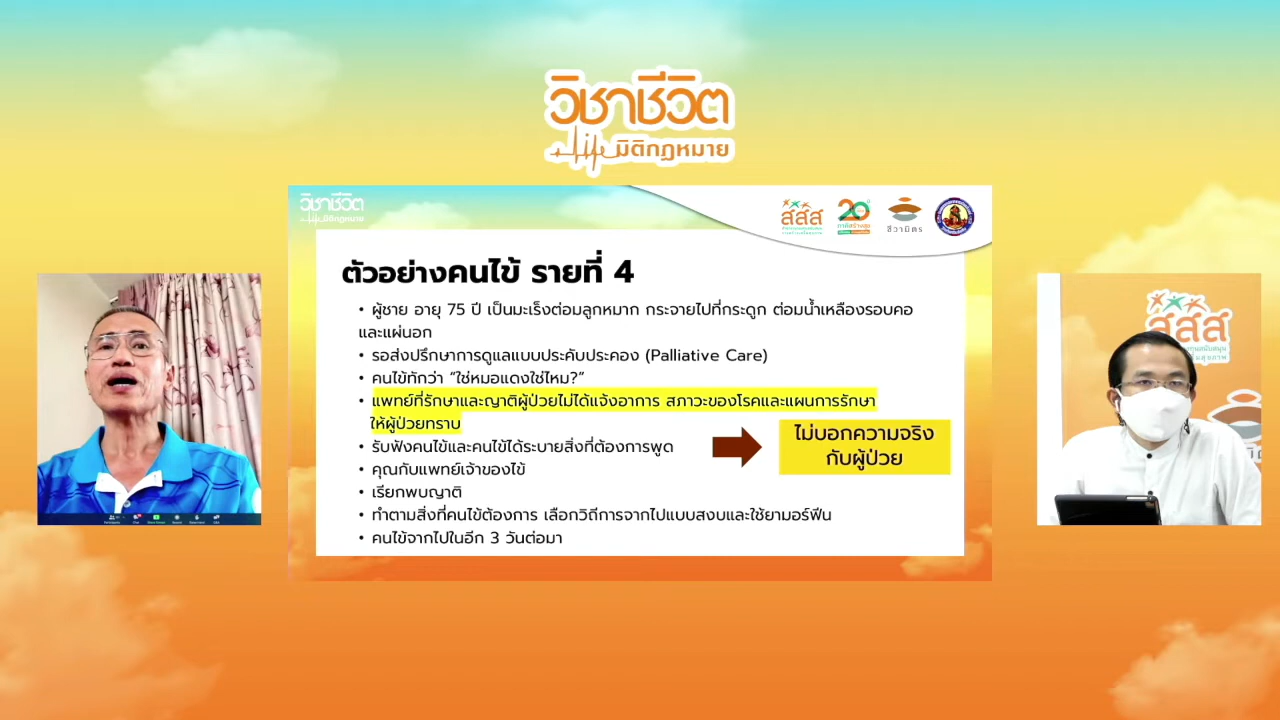 วิชาชีวิต
Life มิติกฎหมาย
วิชาชีวิต
มิติกฎหมาย
สสส
20
ชีวามิตร
ตัวอย่างคนไข้ รายที่ 4
• ผู้ชาย อายุ 75 ปี เป็นมะเร็งต่อมลูกหมาก กระจายไปที่กระดูก ต่อมน้ำเหลืองรอบคอ
และแผ่นอก
• รอส่งปรึกษาการดูแลแบบประคับประคอง (Palliative Care)
• คนไข้ทักว่า “ใช่หมอแดงใช่ไหม?”
• แพทย์ที่รักษาและญาติผู้ป่วยไม่ได้แจ้งอาการ สภาวะของโรคและแผนการรักษา
ให้ผู้ป่วยทราบ
• รับฟังคนไข้และคนไข้ได้ระบายสิ่งที่ต้องการพูด
• คุณกับแพทย์เจ้าของไข้
• เรียกพบญาติ
• ทำตามสิ่งที่คนไข้ต้องการ เลือกวิถีการจากไปแบบสงบและใช้ยามอร์ฟีน
• คนไข้จากไปในอีก 3 วันต่อมา
ไม่บอกความจริง
กับผู้ป่วย
สสส